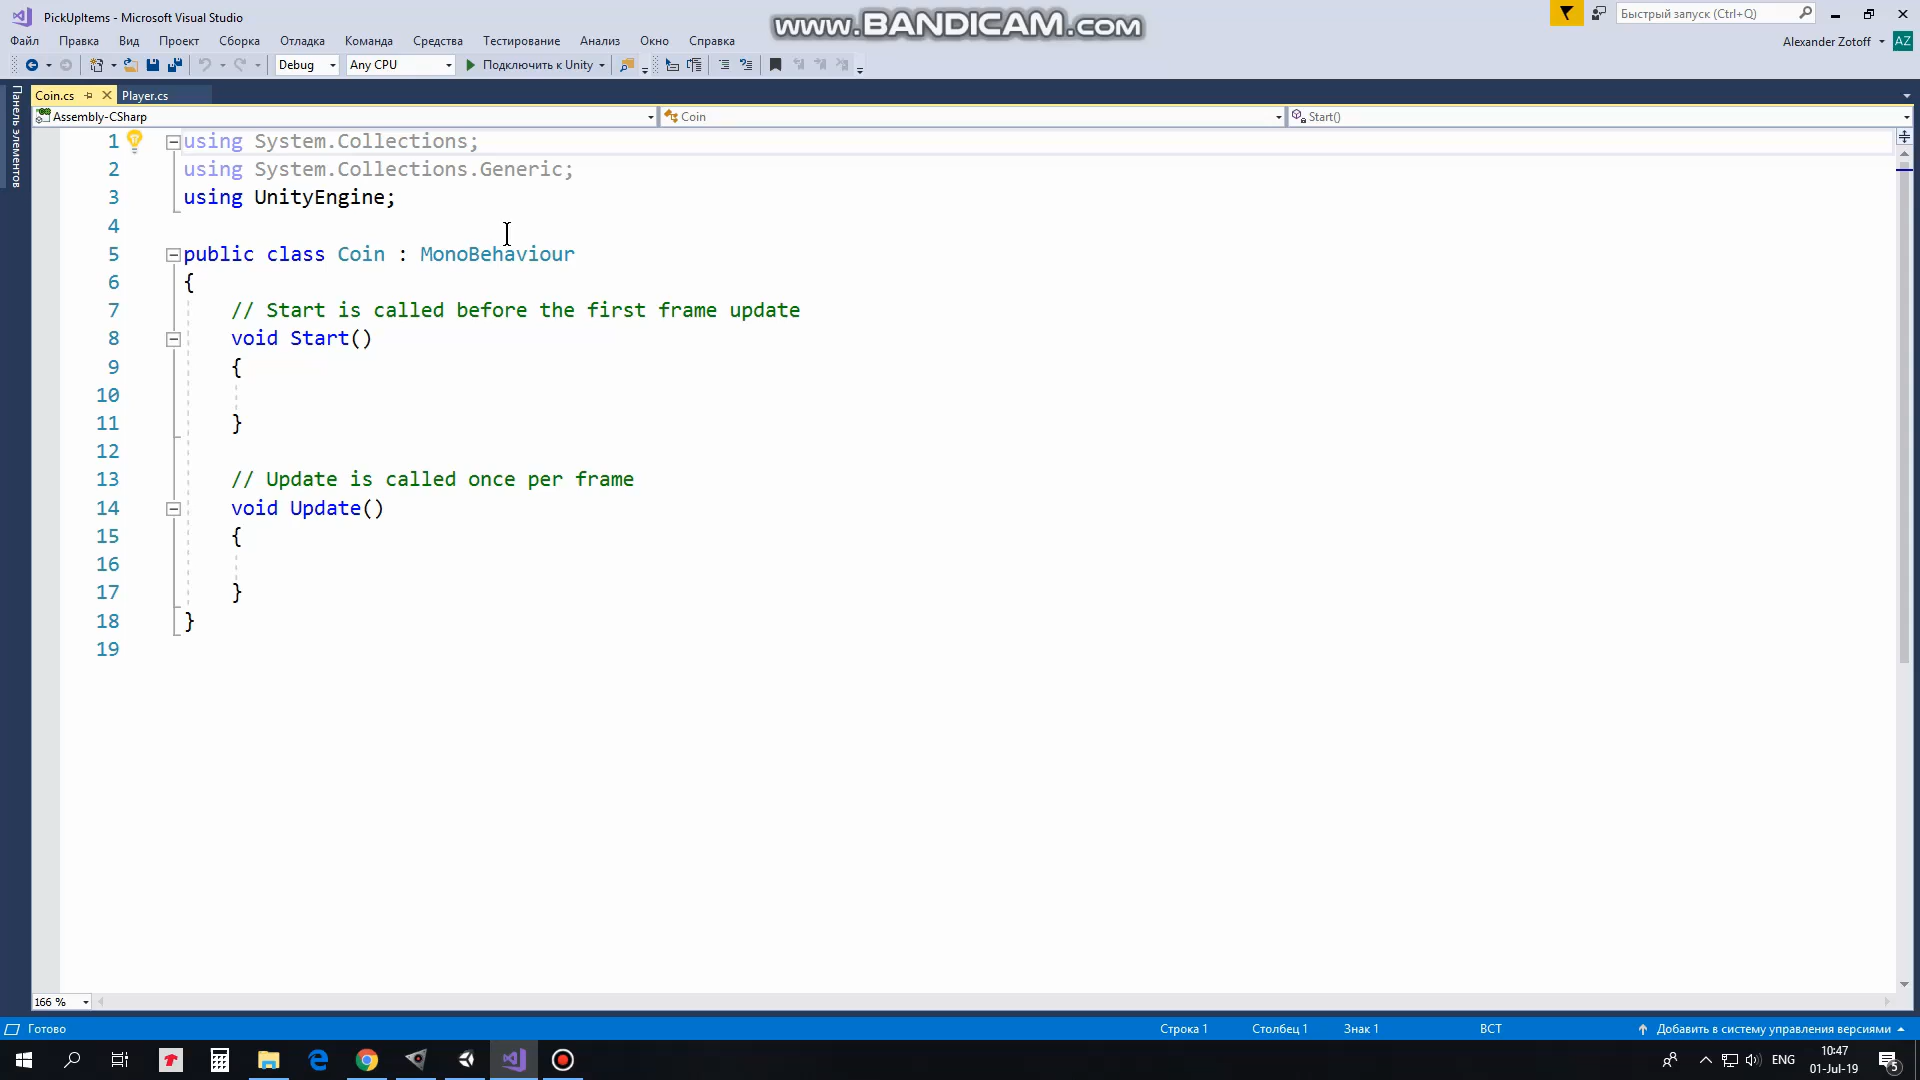 PickUpItems - Microsoft Visual Studio
www.BANDICAM.com
Быстрый запуск (Ctrl+Q)
Файл Правка Вид Проект Сборка Отладка Команда Средства Тестирование Анализ Окно Справка
Alexander Zotoff AZ
Debug Any CPU Подключить к Unity
Панель элементов
Coin.cs Player.cs
Assembly-CSharp Coin Start()
1 using System.Collections;
2 using System.Collections.Generic;
3 using UnityEngine;
4
5 public class Coin : MonoBehaviour
6 {
7 // Start is called before the first frame update
8 void Start()
9 {
10
11 }
12
13 // Update is called once per frame
14 void Update()
15 {
16
17 }
18 }
19
166 %
Готово Строка 1 Столбец 1 Знак 1 ВСТ Добавить в систему управления версиями
ENG 10:47
01-Jul-19
5